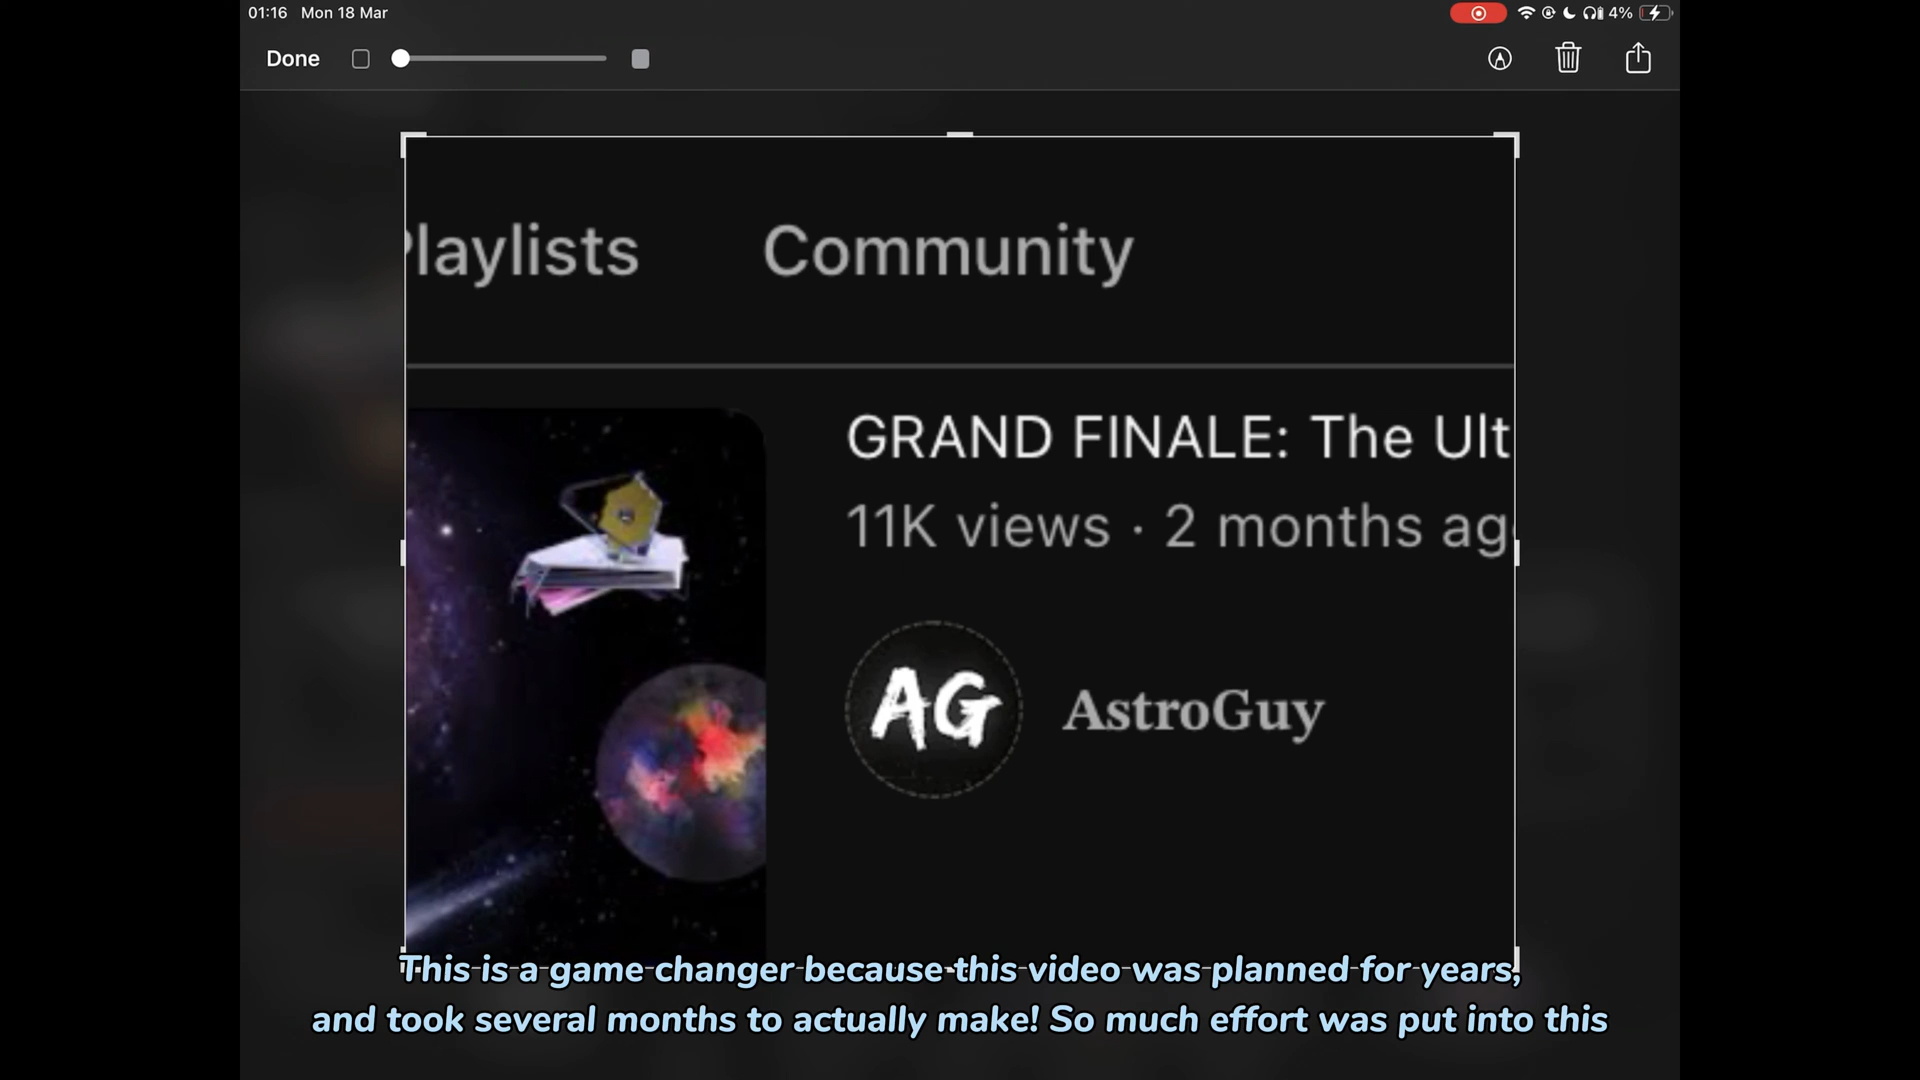 01:16 Mon 18 Mar
4%
Done
Playlists Community
GRAND FINALE: The Ult
11K views · 2 months ago
AG
AstroGuy
This is a game changer because this video was planned for years,
and took several months to actually make! So much effort was put into this